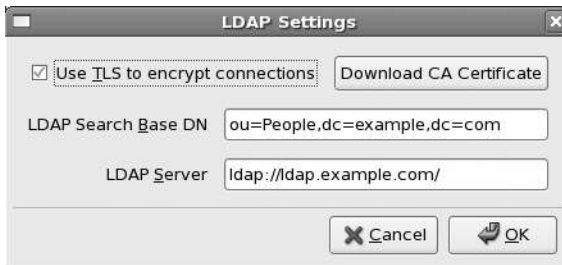 LDAP Settings
Use TLS to encrypt connections Download CA Certificate
LDAP Search Base DN ou=People,dc=example,dc=com
LDAP Server ldap://ldap.example.com/
Cancel OK